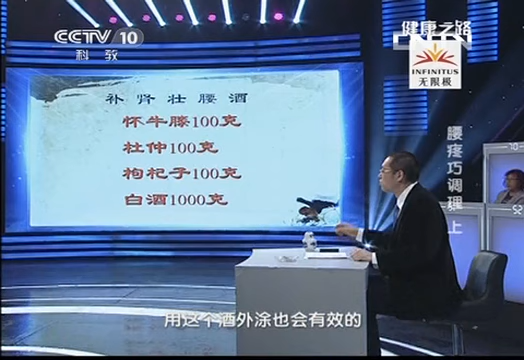 CCTV 10
科教
健康之路
INFINITUS
无限极
补肾壮腰酒
怀牛膝100克
杜仲100克
枸杞子100克
白酒1000克
腰疼巧调理 上
用这个酒外涂也会有效的